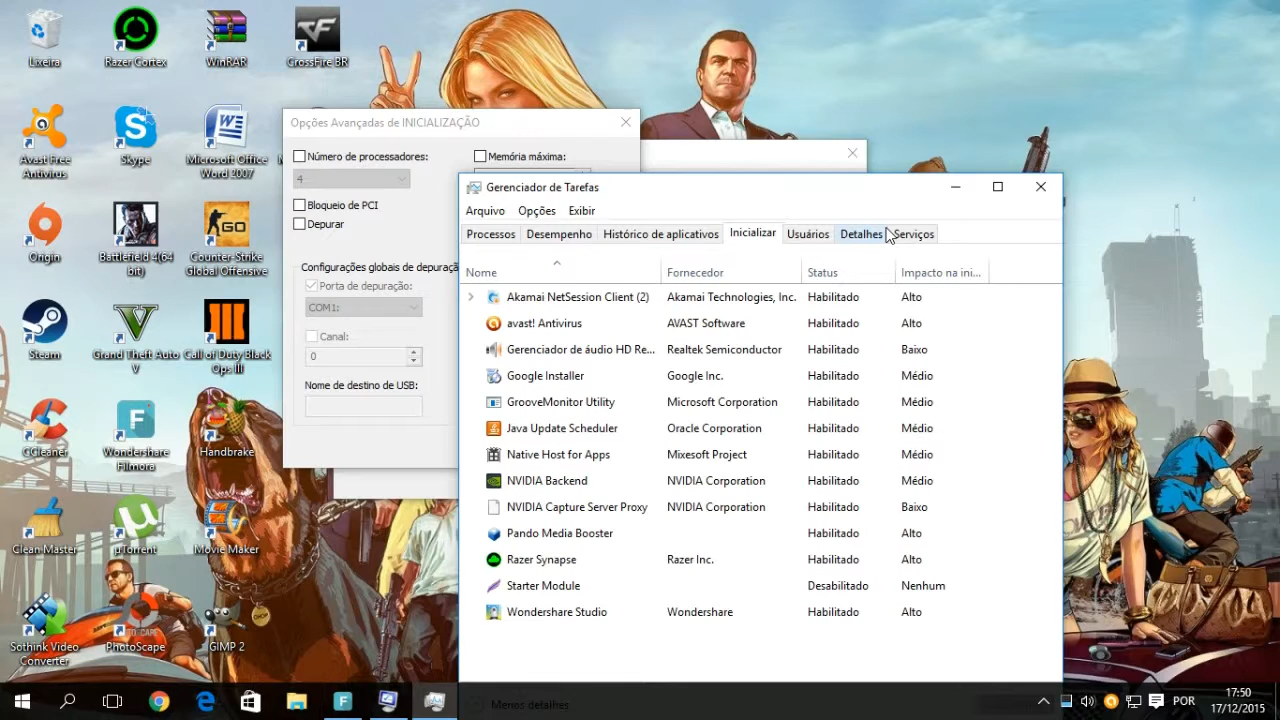 Lixeira
Razer Cortex
WinRAR
CrossFire BR
Avast Free
Antivirus
Skype
Microsoft Office
Word 2007
Origin
Battlefield 4(64
bit)
Counter-Strike
Global Offensive
Steam
Grand Theft Auto
V
Call of Duty Black
Ops III
CCleaner
Wondershare
Filmora
Handbrake
Clean Master
µTorrent
Movie Maker
Sothink Video
Converter
PhotoScape
GIMP 2
Opções Avançadas de INICIALIZAÇÃO
Número de processadores:
Memória máxima:
4
Bloqueio de PCI
Depurar
Configurações globais de depuraçã
Porta de depuração:
COM1:
Canal:
0
Nome de destino de USB:
Gerenciador de Tarefas
Arquivo Opções Exibir
Processos Desempenho Histórico de aplicativos Inicializar Usuários Detalhes Serviços
Nome Fornecedor Status Impacto na ini...
Akamai NetSession Client (2) Akamai Technologies, Inc. Habilitado Alto
avast! Antivirus AVAST Software Habilitado Alto
Gerenciador de áudio HD Re... Realtek Semiconductor Habilitado Baixo
Google Installer Google Inc. Habilitado Médio
GrooveMonitor Utility Microsoft Corporation Habilitado Médio
Java Update Scheduler Oracle Corporation Habilitado Médio
Native Host for Apps Mixesoft Project Habilitado Médio
NVIDIA Backend NVIDIA Corporation Habilitado Médio
NVIDIA Capture Server Proxy NVIDIA Corporation Habilitado Baixo
Pando Media Booster Habilitado Alto
Razer Synapse Razer Inc. Habilitado Alto
Starter Module Desabilitado Nenhum
Wondershare Studio Wondershare Habilitado Alto
Menos detalhes
POR
17:50
17/12/2015